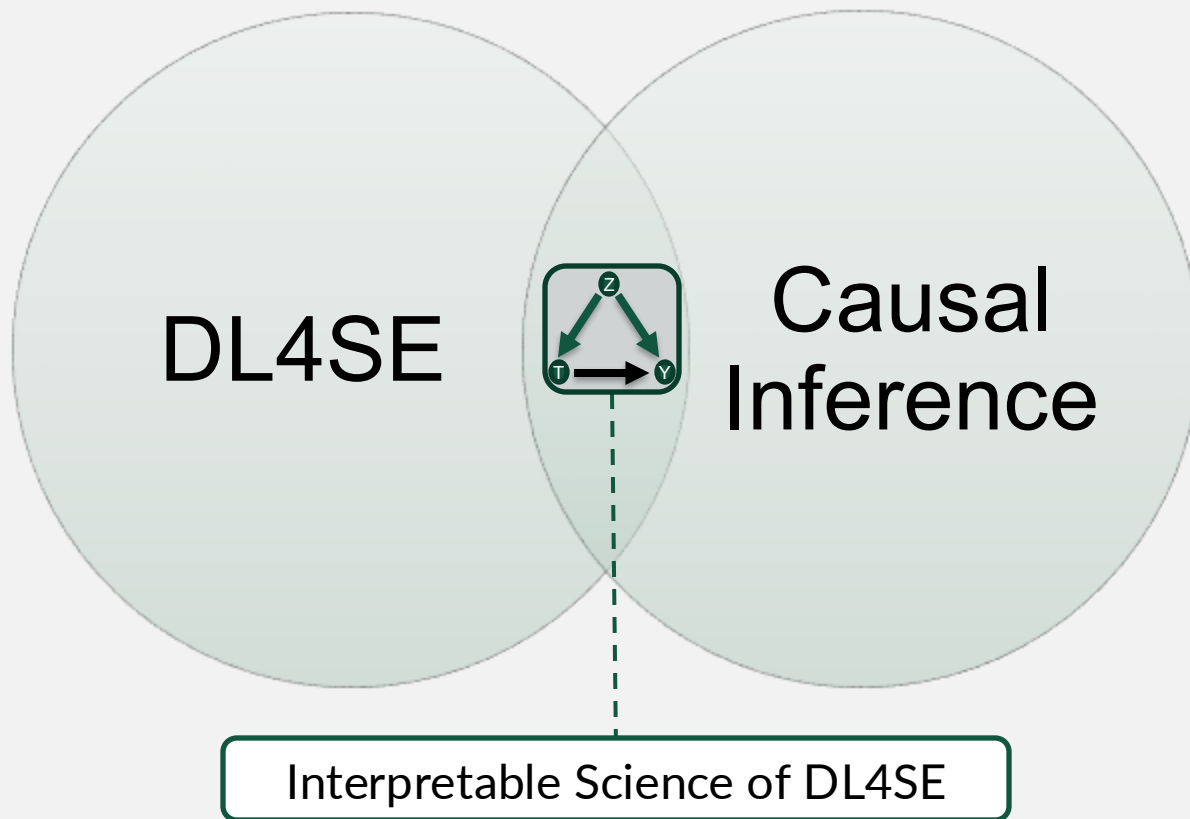 DL4SE
Causal
Inference
Z
T
Y
Interpretable Science of DL4SE